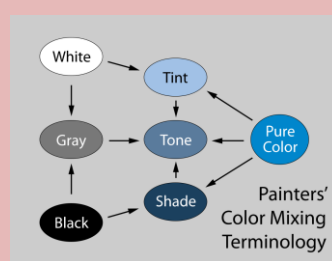 White
Tint
Gray
Tone
Pure
Color
Shade
Black
Painters'
Color Mixing
Terminology